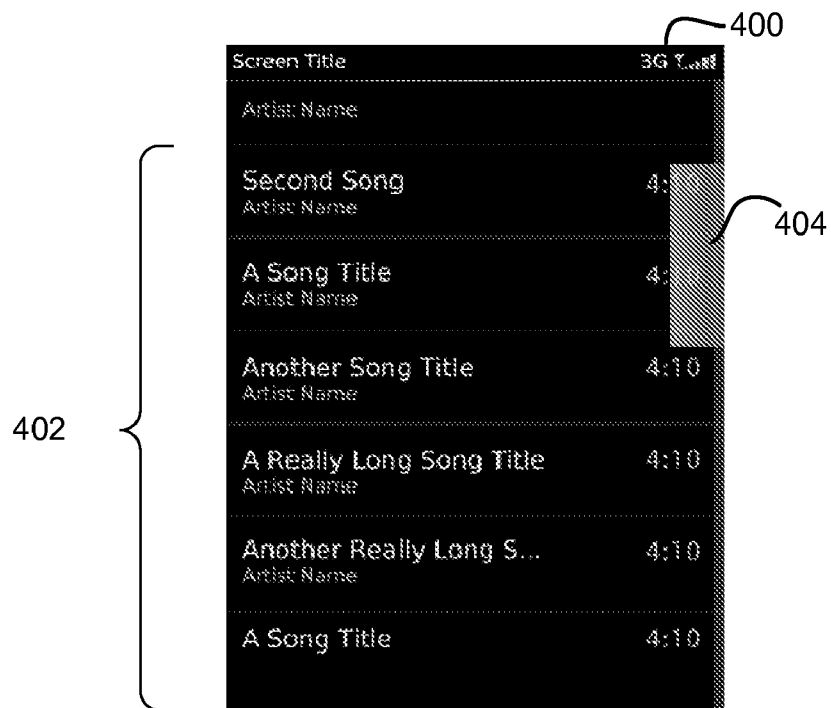 400
Screen Title 3G
Artist Name
Second Song 4:
Artist Name
404
A Song Title 4:
Artist Name
Another Song Title 4:10
Artist Name
402
A Really Long Song Title 4:10
Artist Name
Another Really Long S... 4:10
Artist Name
A Song Title 4:10